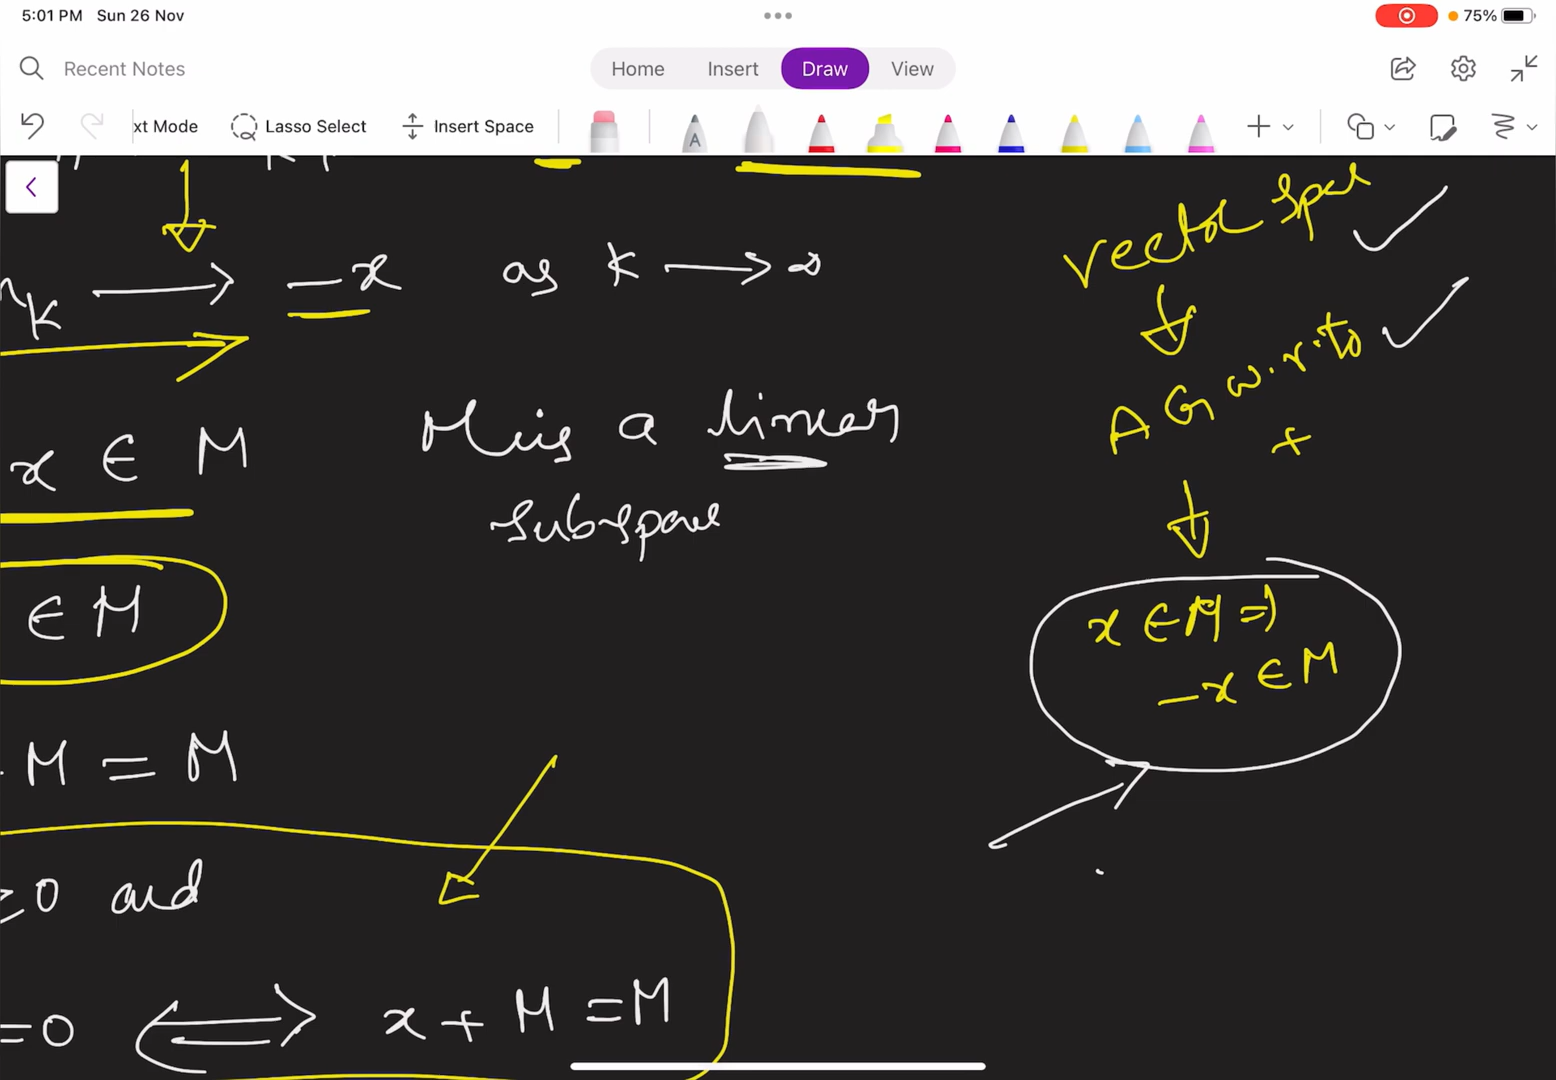 5:01 PM Sun 26 Nov
75%
Recent Notes
Home Insert Draw View
xt Mode Lasso Select Insert Space
k → -x as k → ∞
x ∈ M
∈ M
M = M
≥0 and
=0 ⟺ x + M = M
M is a linear
subspace
vector
AG w.r.to
+
x ∈ M ⇒
-x ∈ M